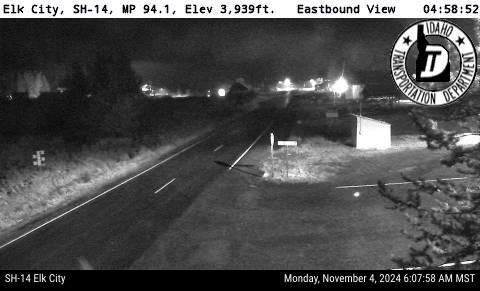 Elk City, SH-14, MP 94.1, Elev 3,939ft. Eastbound View 04:58:52
IDAHO
TRANSPORTATION DEPARTMENT
SH-14 Elk City Monday, November 4, 2024 6:07:58 AM MST